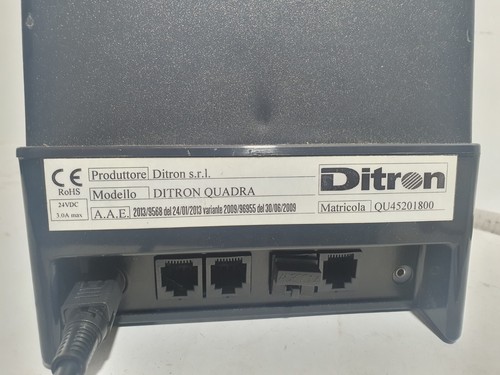 CE
RoHS
24VDC
3.0A max
Produttore Ditron s.r.l.
Modello DITRON QUADRA
A.A.E. 2013/9568 del 24/01/2013 variante 2009/96955 del 30/06/2009
Ditron
Matricola QU45201800